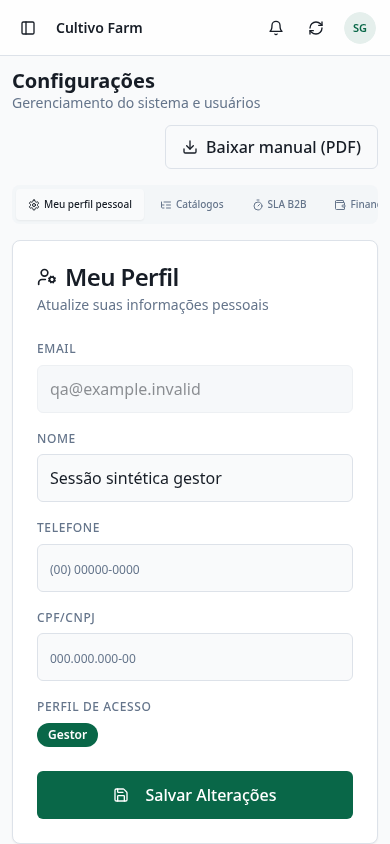 Cultivo Farm
SG
Configurações
Gerenciamento do sistema e usuários
Baixar manual (PDF)
Meu perfil pessoal
Catálogos
SLA B2B
Meu Perfil
Atualize suas informações pessoais
EMAIL
qa@example.invalid
NOME
Sessão sintética gestor
TELEFONE
(00) 00000-0000
CPF/CNPJ
000.000.000-00
PERFIL DE ACESSO
Gestor
Salvar Alterações